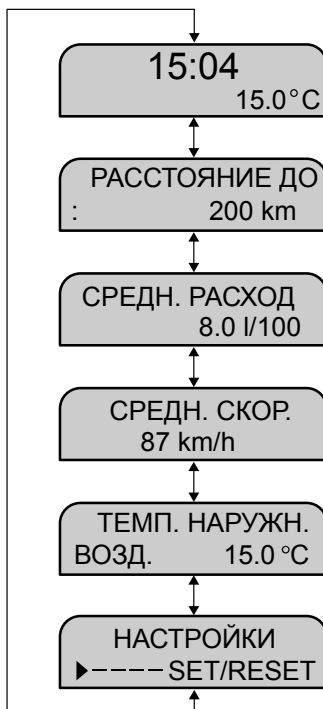 15:04
15.0°C
РАССТОЯНИЕ ДО
: 200 km
СРЕДН. РАСХОД
8.0 l/100
СРЕДН. СКОР.
87 km/h
ТЕМП. НАРУЖН.
ВОЗД. 15.0 °C
НАСТРОЙКИ
▶---- SET/RESET